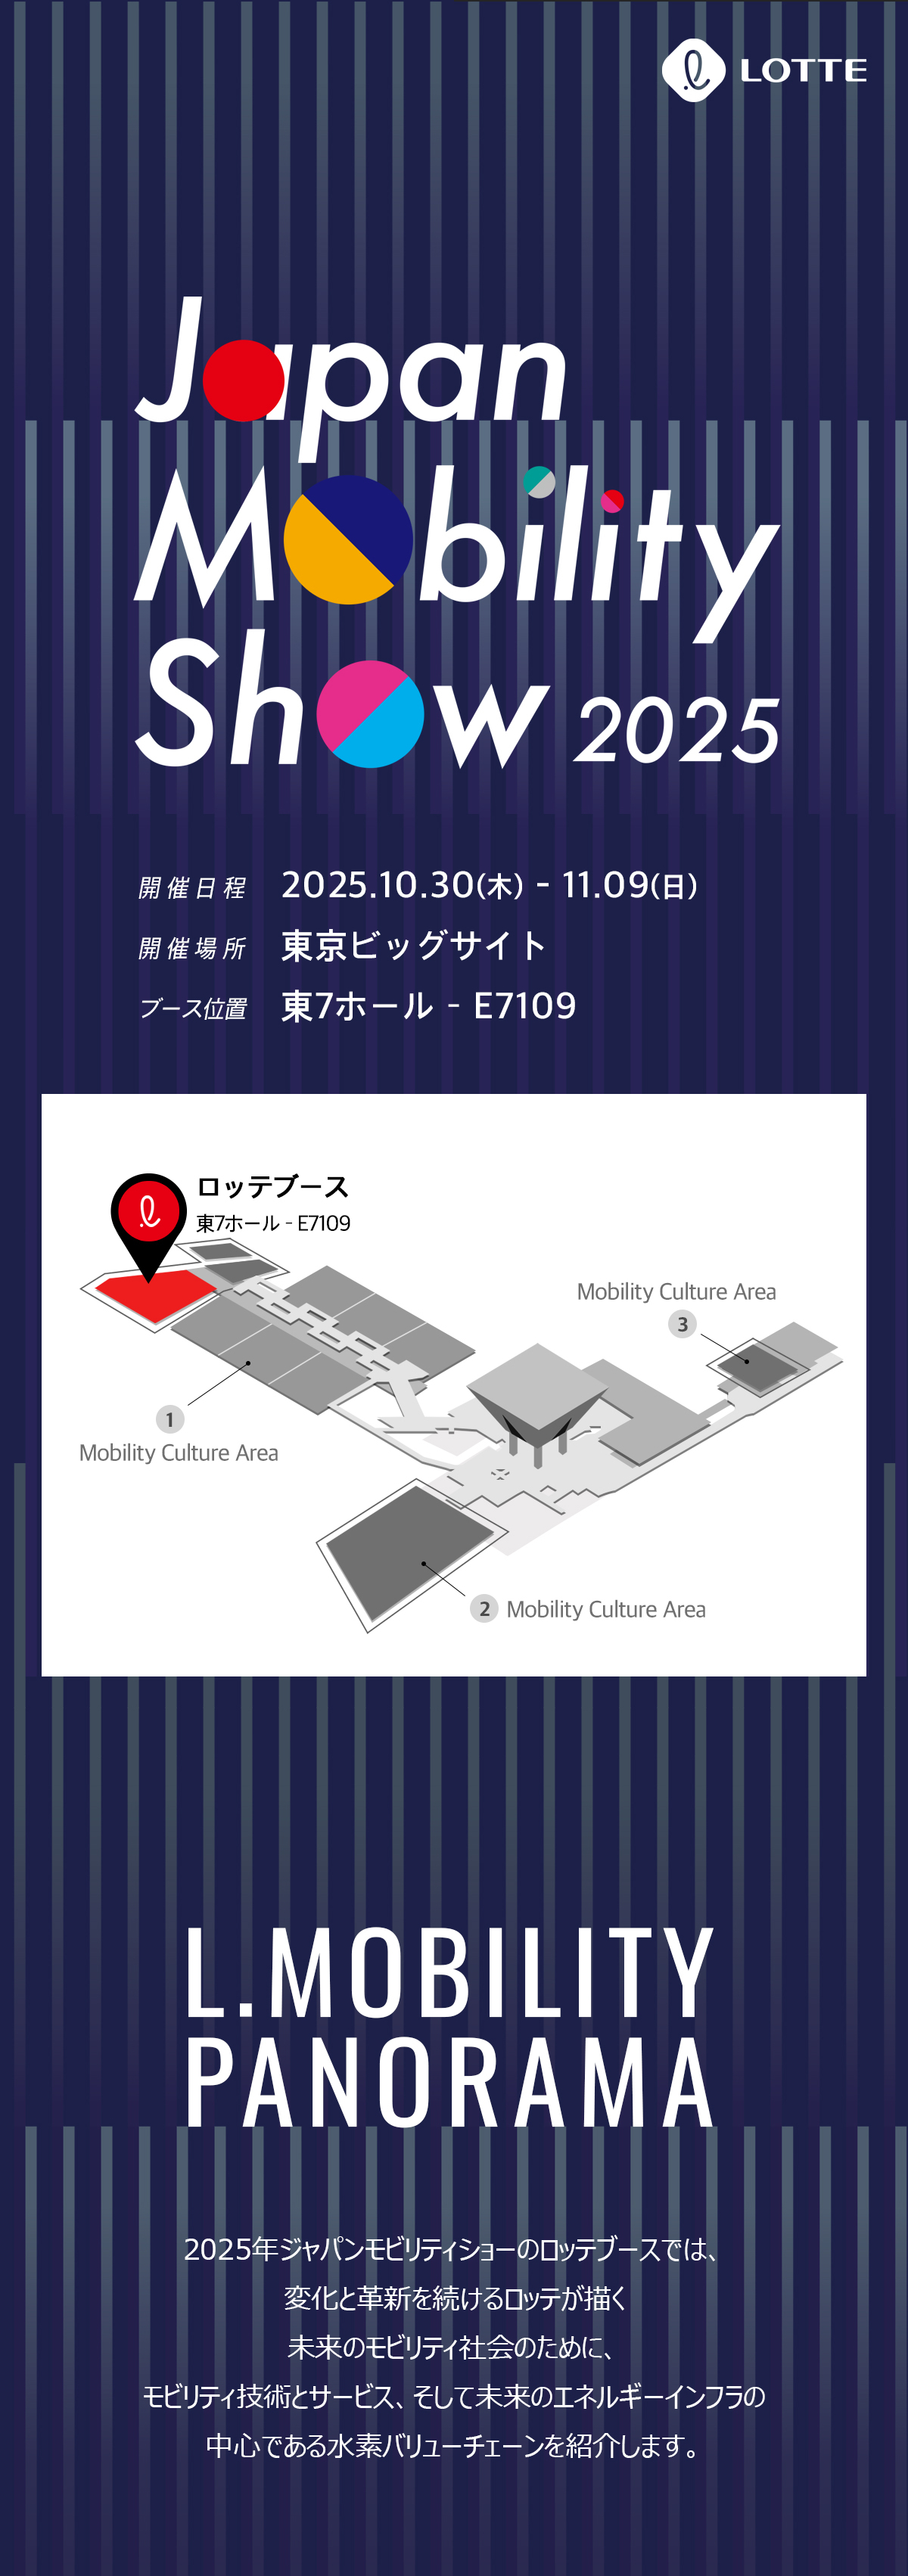 LOTTE
Japan
Mobility
Show 2025
開催日程 2025.10.30(木) - 11.09(日)
開催場所 東京ビッグサイト
ブース位置 東7ホール - E7109
ロッテブース
東7ホール - E7109
Mobility Culture Area
3
1
Mobility Culture Area
2 Mobility Culture Area
L.MOBILITY
PANORAMA
2025年ジャパンモビリティショーのロッテブースでは、
変化と革新を続けるロッテが描く
未来のモビリティ社会のために、
モビリティ技術とサービス、そして未来のエネルギーインフラの
中心である水素バリューチェーンを紹介します。